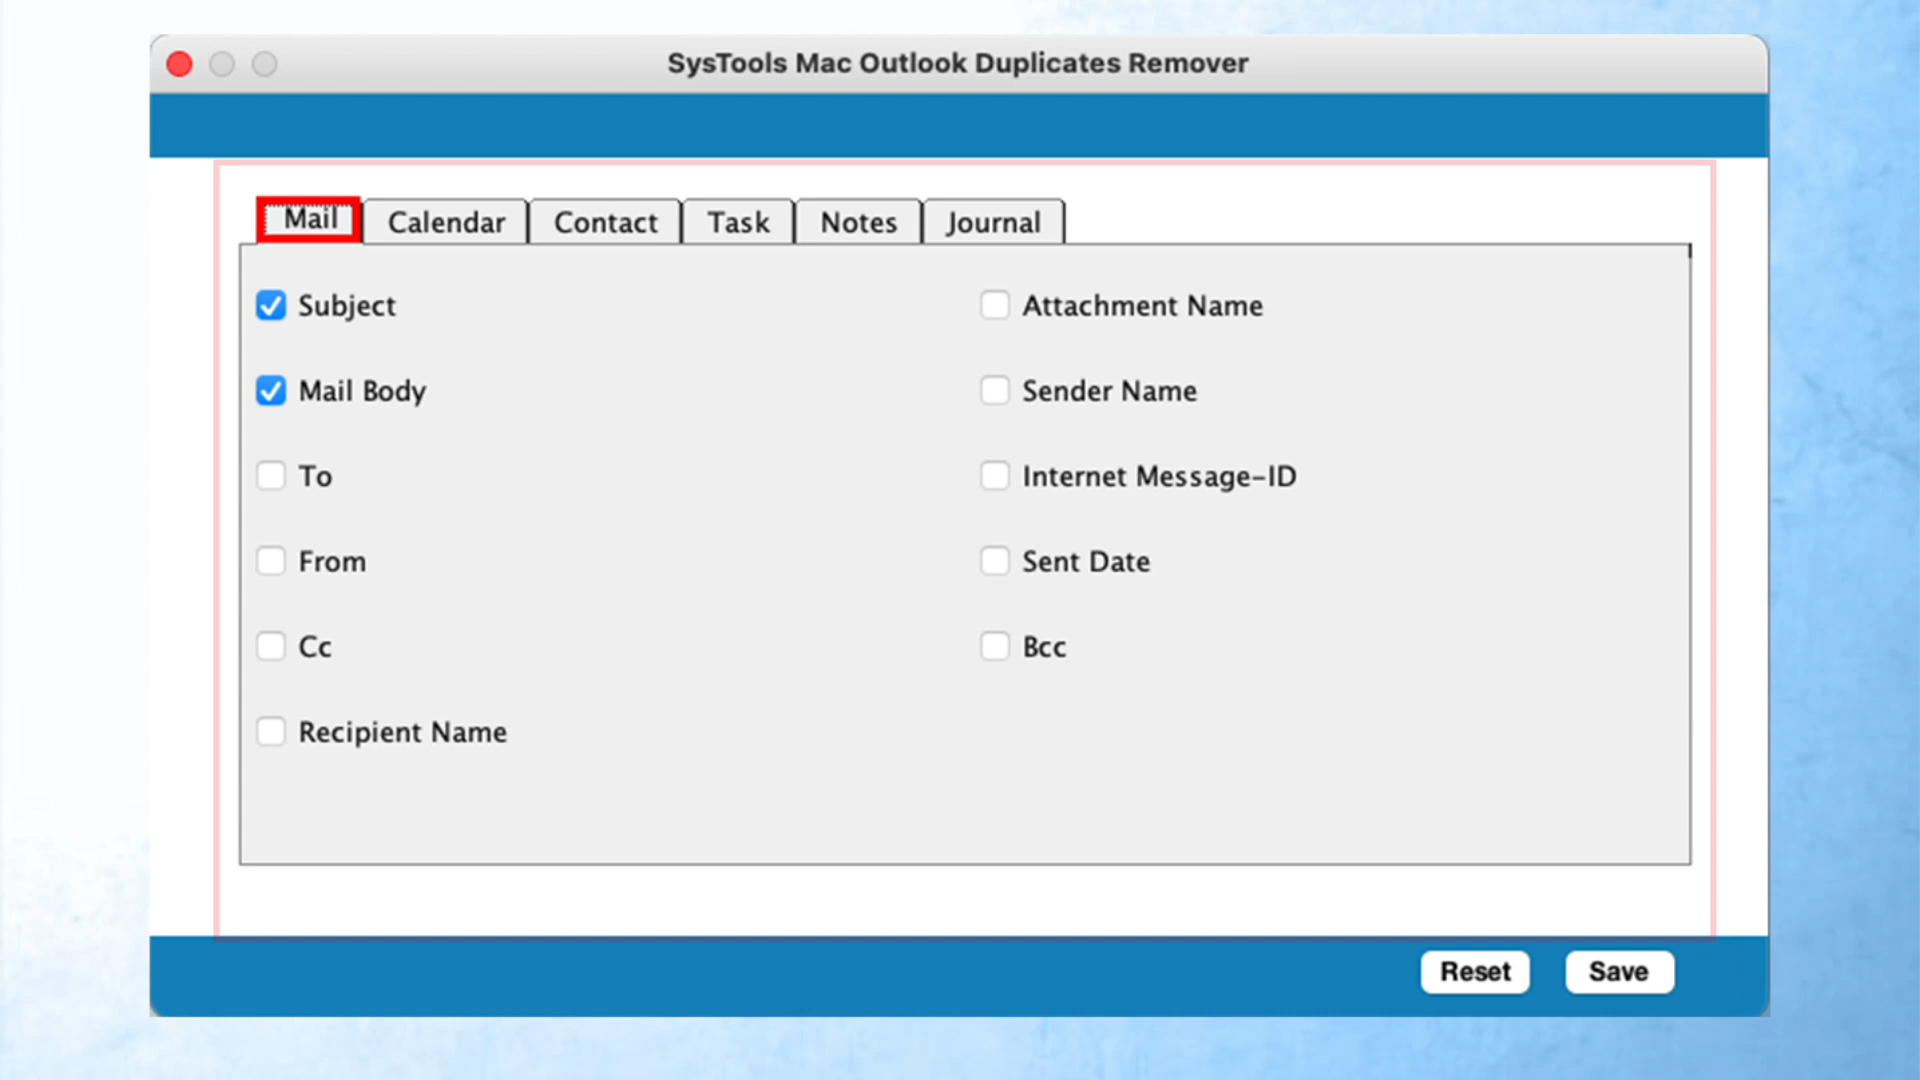 SysTools Mac Outlook Duplicates Remover
Mail Calendar Contact Task Notes Journal
Subject
Mail Body
To
From
Cc
Recipient Name
Attachment Name
Sender Name
Internet Message-ID
Sent Date
Bcc
Reset Save